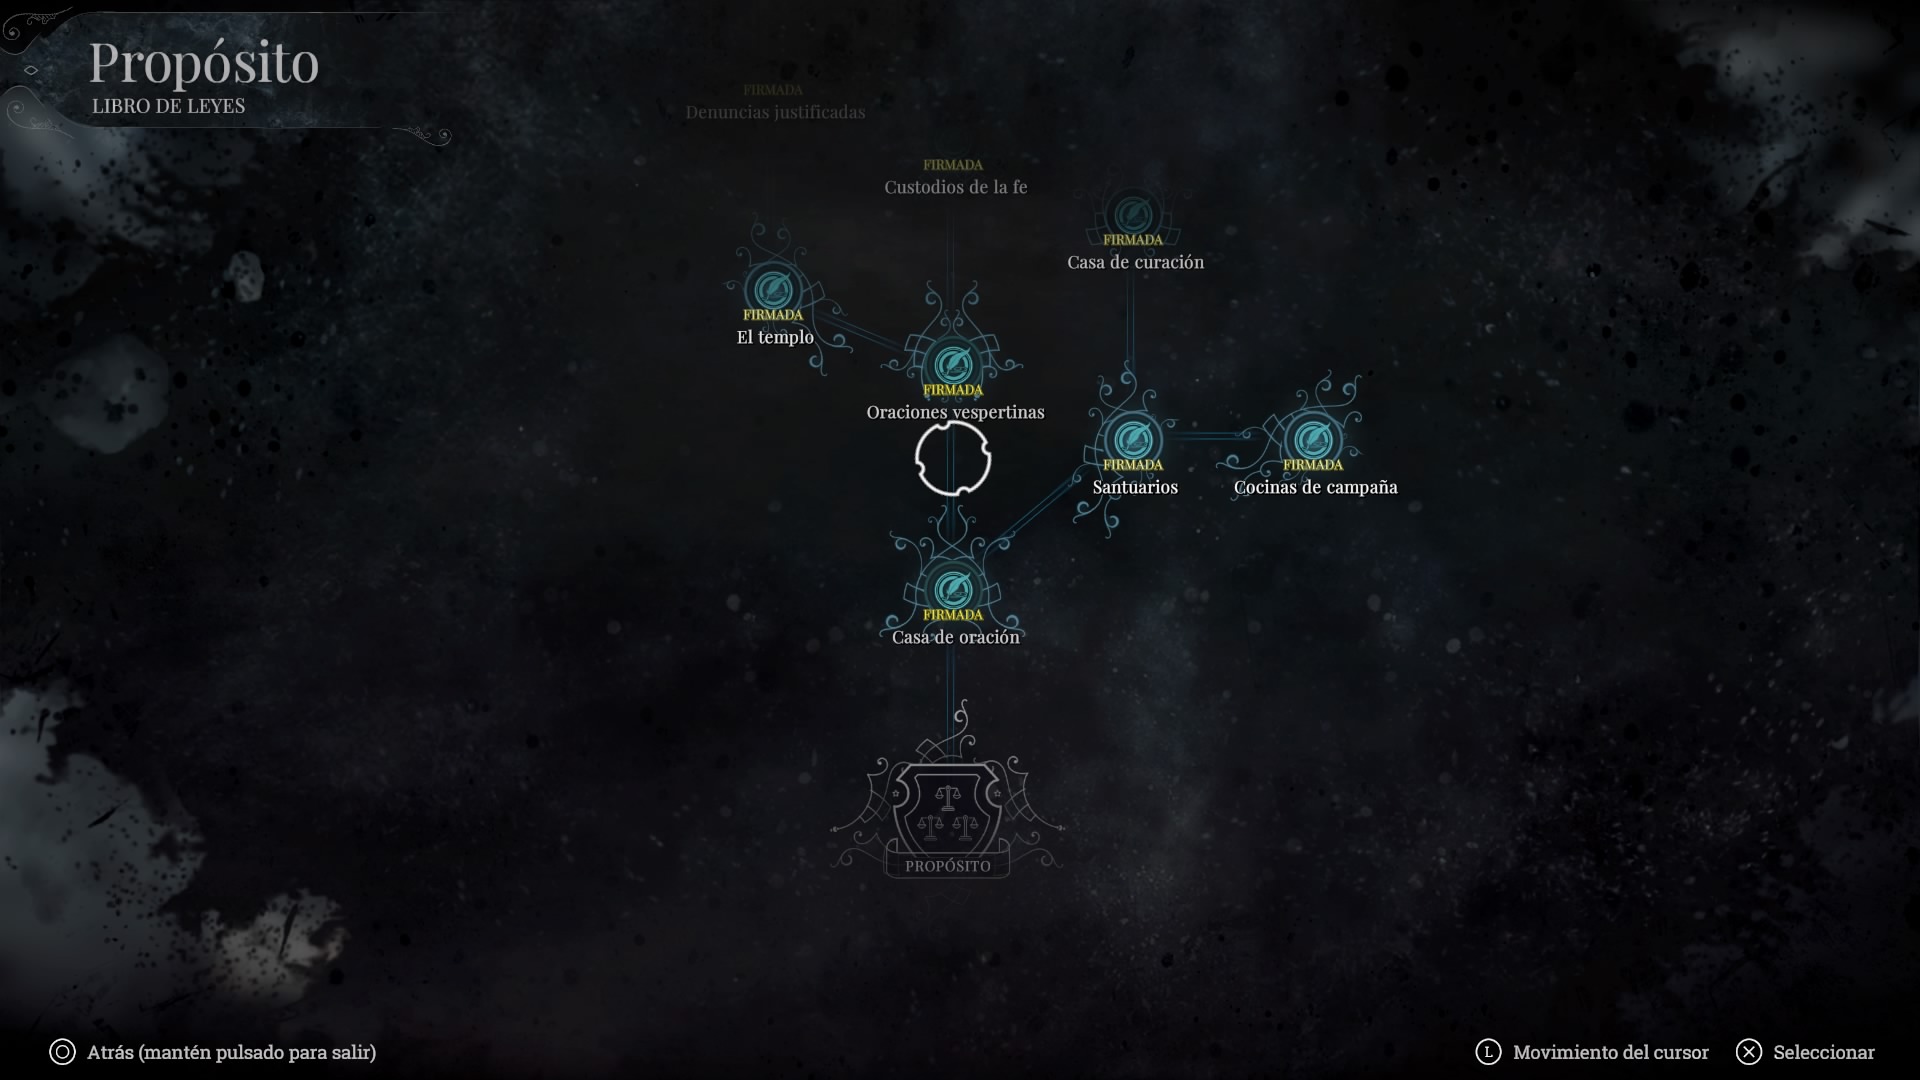 Propósito
LIBRO DE LEYES
FIRMADA
Denuncias justificadas
FIRMADA
Custodios de la fe
FIRMADA
Casa de curación
FIRMADA
El templo
FIRMADA
Oraciones vespertinas
FIRMADA
Santuarios
FIRMADA
Cocinas de campaña
FIRMADA
Casa de oración
PROPÓSITO
Atrás (mantén pulsado para salir)
L Movimiento del cursor
Seleccionar